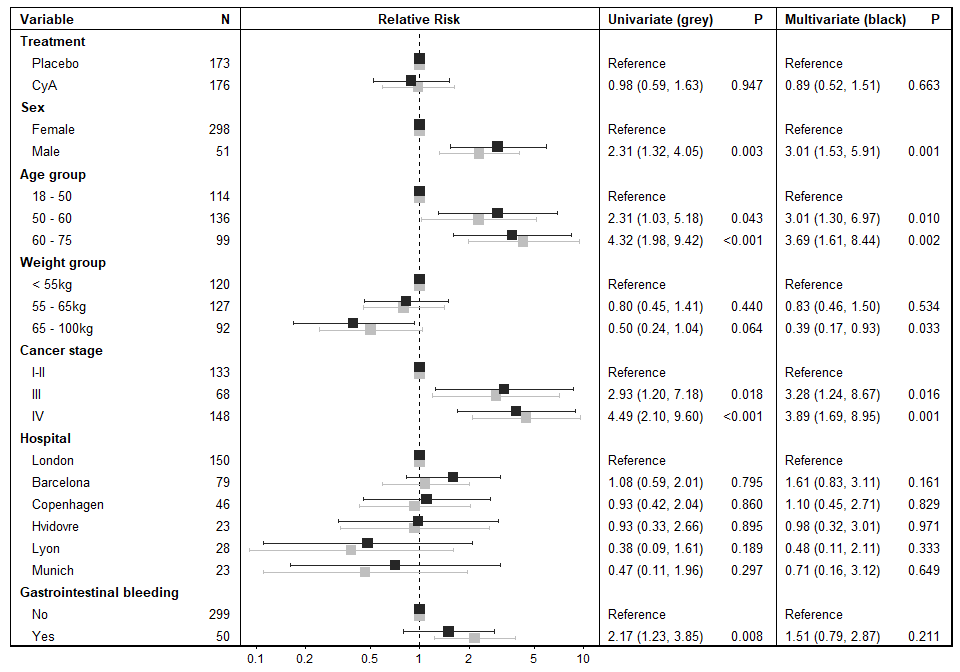 Variable N Relative Risk Univariate (grey) P Multivariate (black) P
Treatment
Placebo 173 Reference Reference
CyA 176 0.98 (0.59, 1.63) 0.947 0.89 (0.52, 1.51) 0.663
Sex
Female 298 Reference Reference
Male 51 2.31 (1.32, 4.05) 0.003 3.01 (1.53, 5.91) 0.001
Age group
18 - 50 114 Reference Reference
50 - 60 136 2.31 (1.03, 5.18) 0.043 3.01 (1.30, 6.97) 0.010
60 - 75 99 4.32 (1.98, 9.42) <0.001 3.69 (1.61, 8.44) 0.002
Weight group
< 55kg 120 Reference Reference
55 - 65kg 127 0.80 (0.45, 1.41) 0.440 0.83 (0.46, 1.50) 0.534
65 - 100kg 92 0.50 (0.24, 1.04) 0.064 0.39 (0.17, 0.93) 0.033
Cancer stage
I-II 133 Reference Reference
III 68 2.93 (1.20, 7.18) 0.018 3.28 (1.24, 8.67) 0.016
IV 148 4.49 (2.10, 9.60) <0.001 3.89 (1.69, 8.95) 0.001
Hospital
London 150 Reference Reference
Barcelona 79 1.08 (0.59, 2.01) 0.795 1.61 (0.83, 3.11) 0.161
Copenhagen 46 0.93 (0.42, 2.04) 0.860 1.10 (0.45, 2.71) 0.829
Hvidovre 23 0.93 (0.33, 2.66) 0.895 0.98 (0.32, 3.01) 0.971
Lyon 28 0.38 (0.09, 1.61) 0.189 0.48 (0.11, 2.11) 0.333
Munich 23 0.47 (0.11, 1.96) 0.297 0.71 (0.16, 3.12) 0.649
Gastrointestinal bleeding
No 299 Reference Reference
Yes 50 2.17 (1.23, 3.85) 0.008 1.51 (0.79, 2.87) 0.211
0.1 0.2 0.5 1 2 5 10